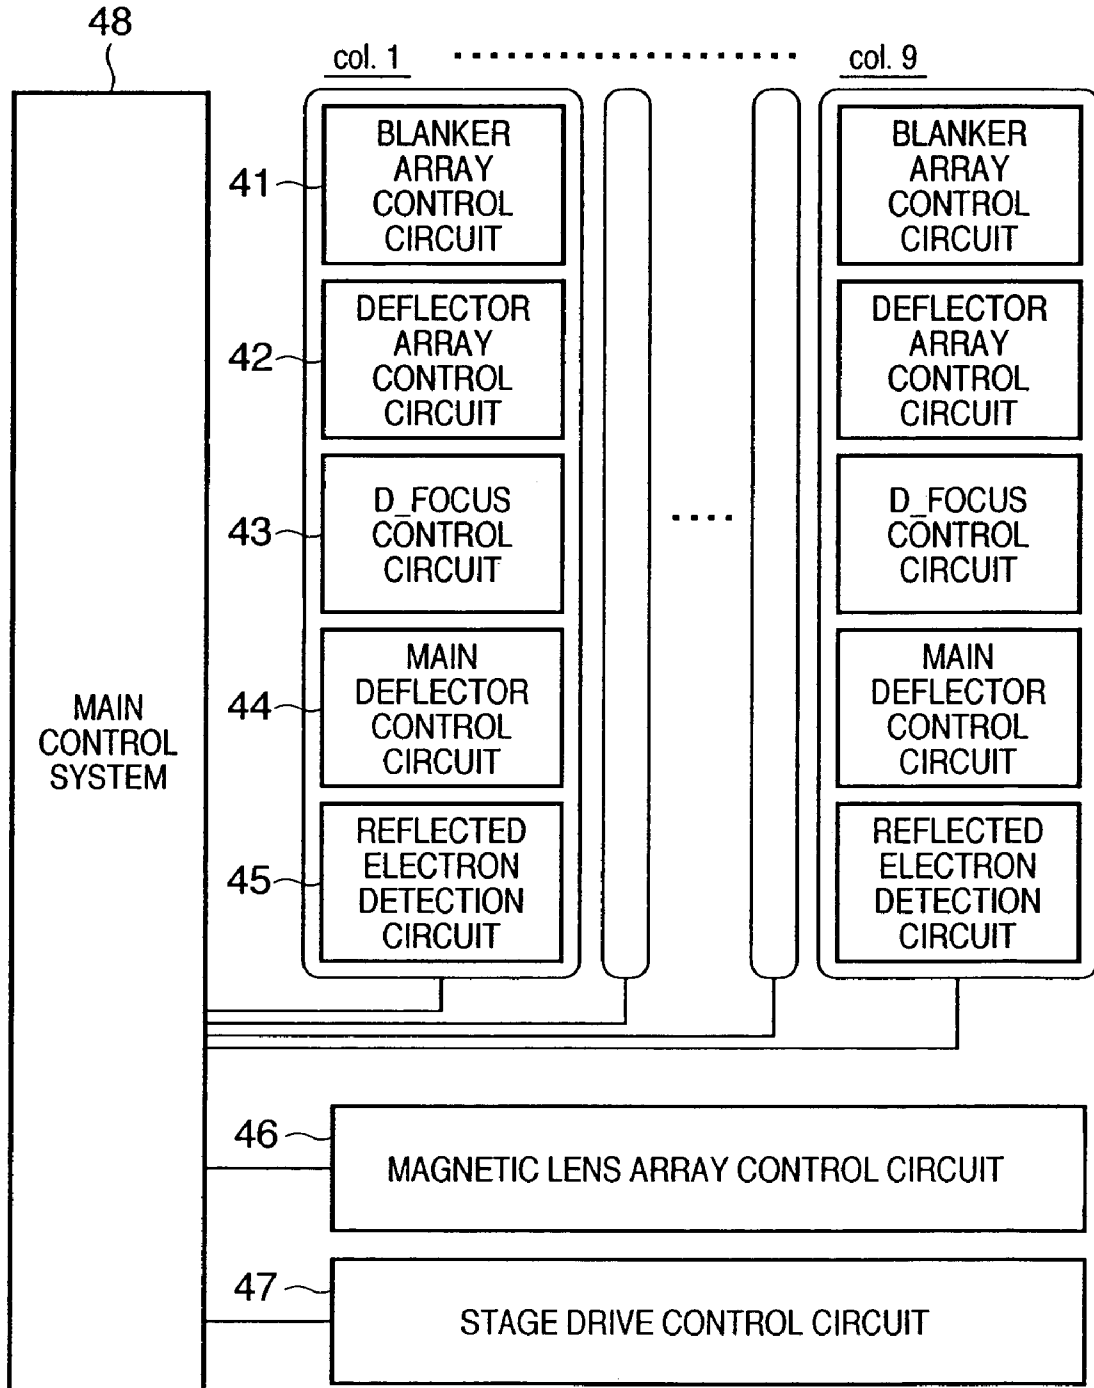 48
col. 1
col. 9
MAIN
CONTROL
SYSTEM
41
BLANKER
ARRAY
CONTROL
CIRCUIT
42
DEFLECTOR
ARRAY
CONTROL
CIRCUIT
43
D_FOCUS
CONTROL
CIRCUIT
44
MAIN
DEFLECTOR
CONTROL
CIRCUIT
45
REFLECTED
ELECTRON
DETECTION
CIRCUIT
BLANKER
ARRAY
CONTROL
CIRCUIT
DEFLECTOR
ARRAY
CONTROL
CIRCUIT
D_FOCUS
CONTROL
CIRCUIT
MAIN
DEFLECTOR
CONTROL
CIRCUIT
REFLECTED
ELECTRON
DETECTION
CIRCUIT
46
MAGNETIC LENS ARRAY CONTROL CIRCUIT
47
STAGE DRIVE CONTROL CIRCUIT